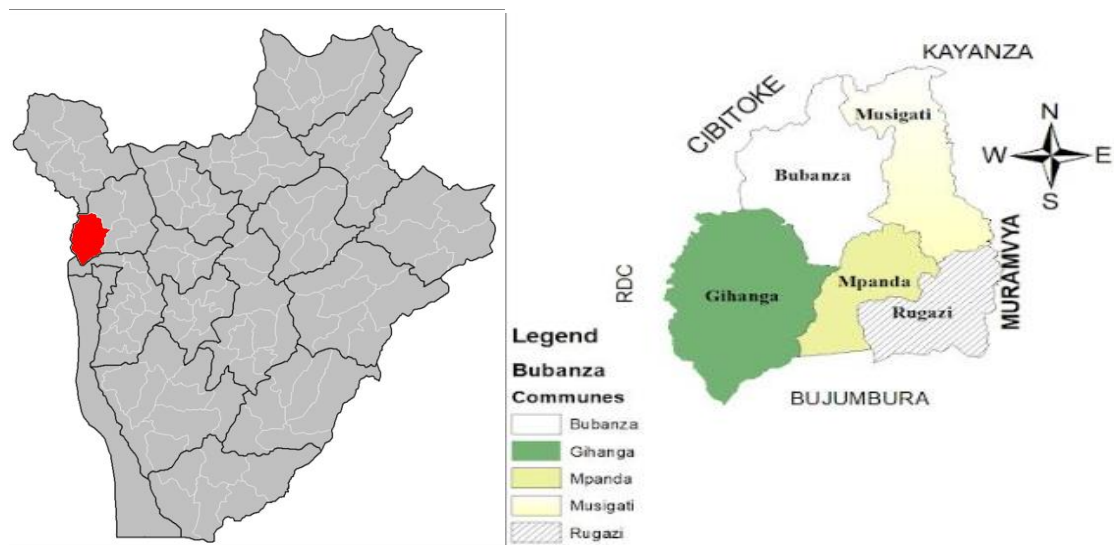 KAYANZA
CIBITOKE
Musigati
N
W E
S
Bubanza
MURAMVYA
RDC
Gihanga
Mpanda
Rugazi
BUJUMBURA
Legend
Bubanza
Communes
Bubanza
Gihanga
Mpanda
Musigati
Rugazi